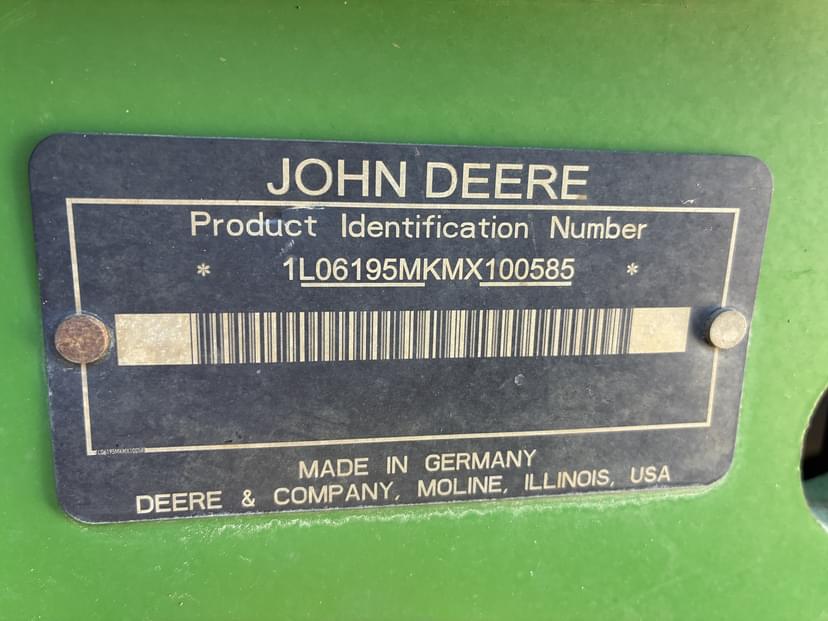 JOHN DEERE
Product Identification Number
* 1L06195MKMX100585 *
MADE IN GERMANY
DEERE & COMPANY, MOLINE, ILLINOIS, USA